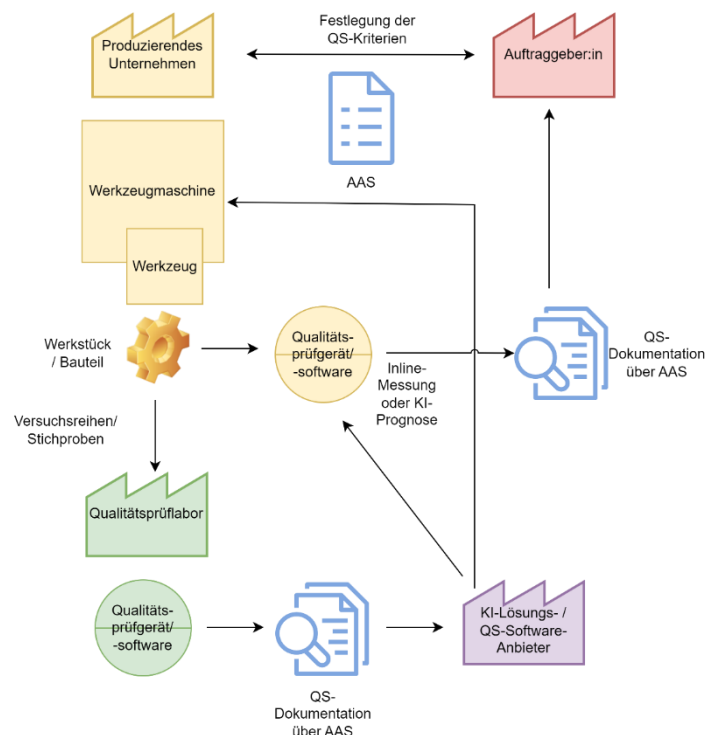 Festlegung der
QS-Kriterien
Produzierendes
Unternehmen
Auftraggeber:in
AAS
Werkzeugmaschine
Werkzeug
Werkstück
/ Bauteil
Qualitäts-
prüfgerät/
-software
Inline-
Messung
oder KI-
Prognose
QS-
Dokumentation
über AAS
Versuchsreihen/
Stichproben
Qualitätsprüflabor
Qualitäts-
prüfgerät/
-software
QS-
Dokumentation
über AAS
KI-Lösungs- /
QS-Software-
Anbieter